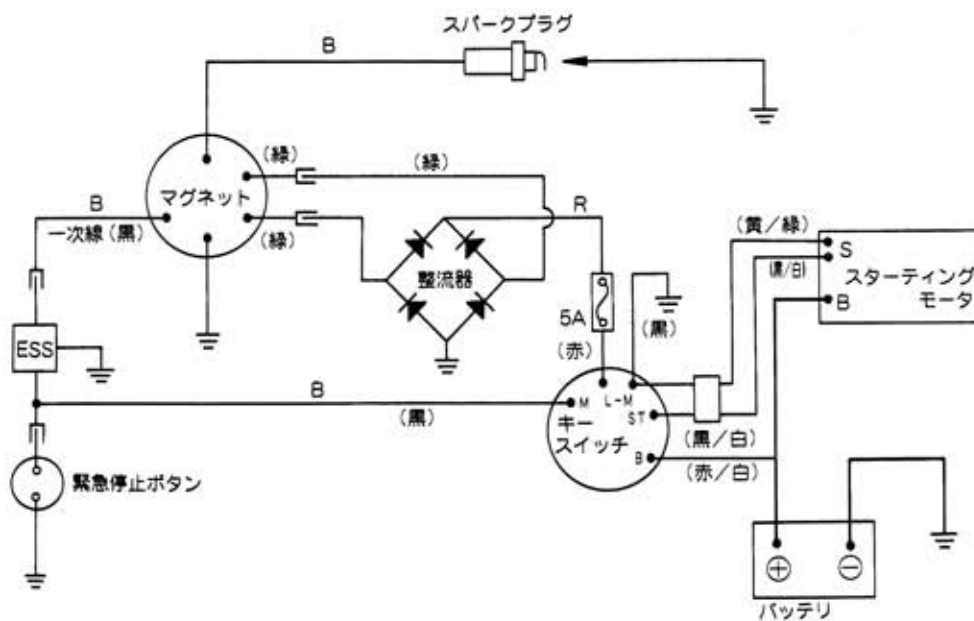 スパークプラグ
B
(緑)
(緑)
マグネット
R
B
一次線(黒)
(緑)
(黄/緑)
S
(黒/白)
スターティング
モータ
整流器
B
5A
(黒)
(赤)
ESS
B
M
L-M
(黒)
キー
スイッチ
ST
(黒/白)
B
(赤/白)
緊急停止ボタン
⊕
⊖
バッテリ